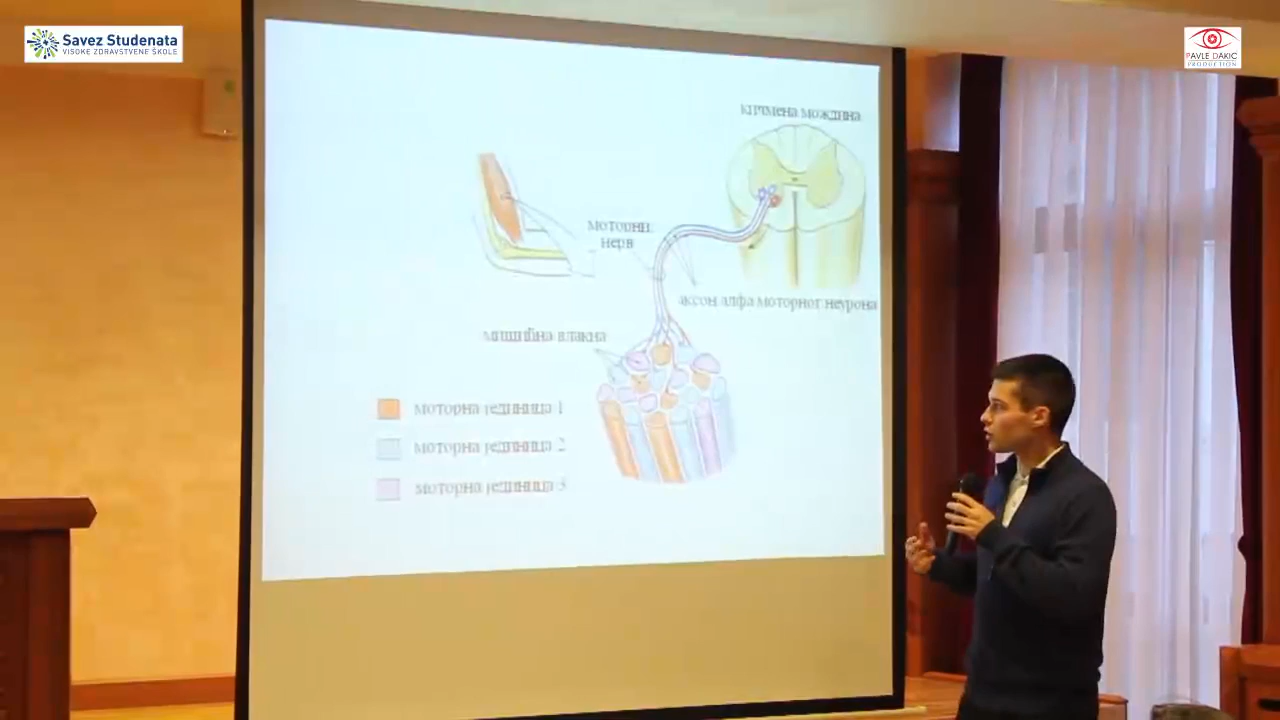 Savez Studenata
VISOKE ZDRAVSTVENE ŠKOLE
PAVLE DAKIC
PRODUCTION
кичмена мождина
моторни
нерв
аксон алфа моторног неурона
мишићна влакна
моторна јединица 1
моторна јединица 2
моторна јединица 3